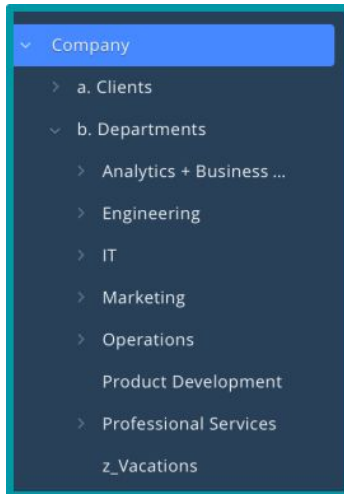 Company
a. Clients
b. Departments
Analytics + Business ...
Engineering
IT
Marketing
Operations
Product Development
Professional Services
z_Vacations